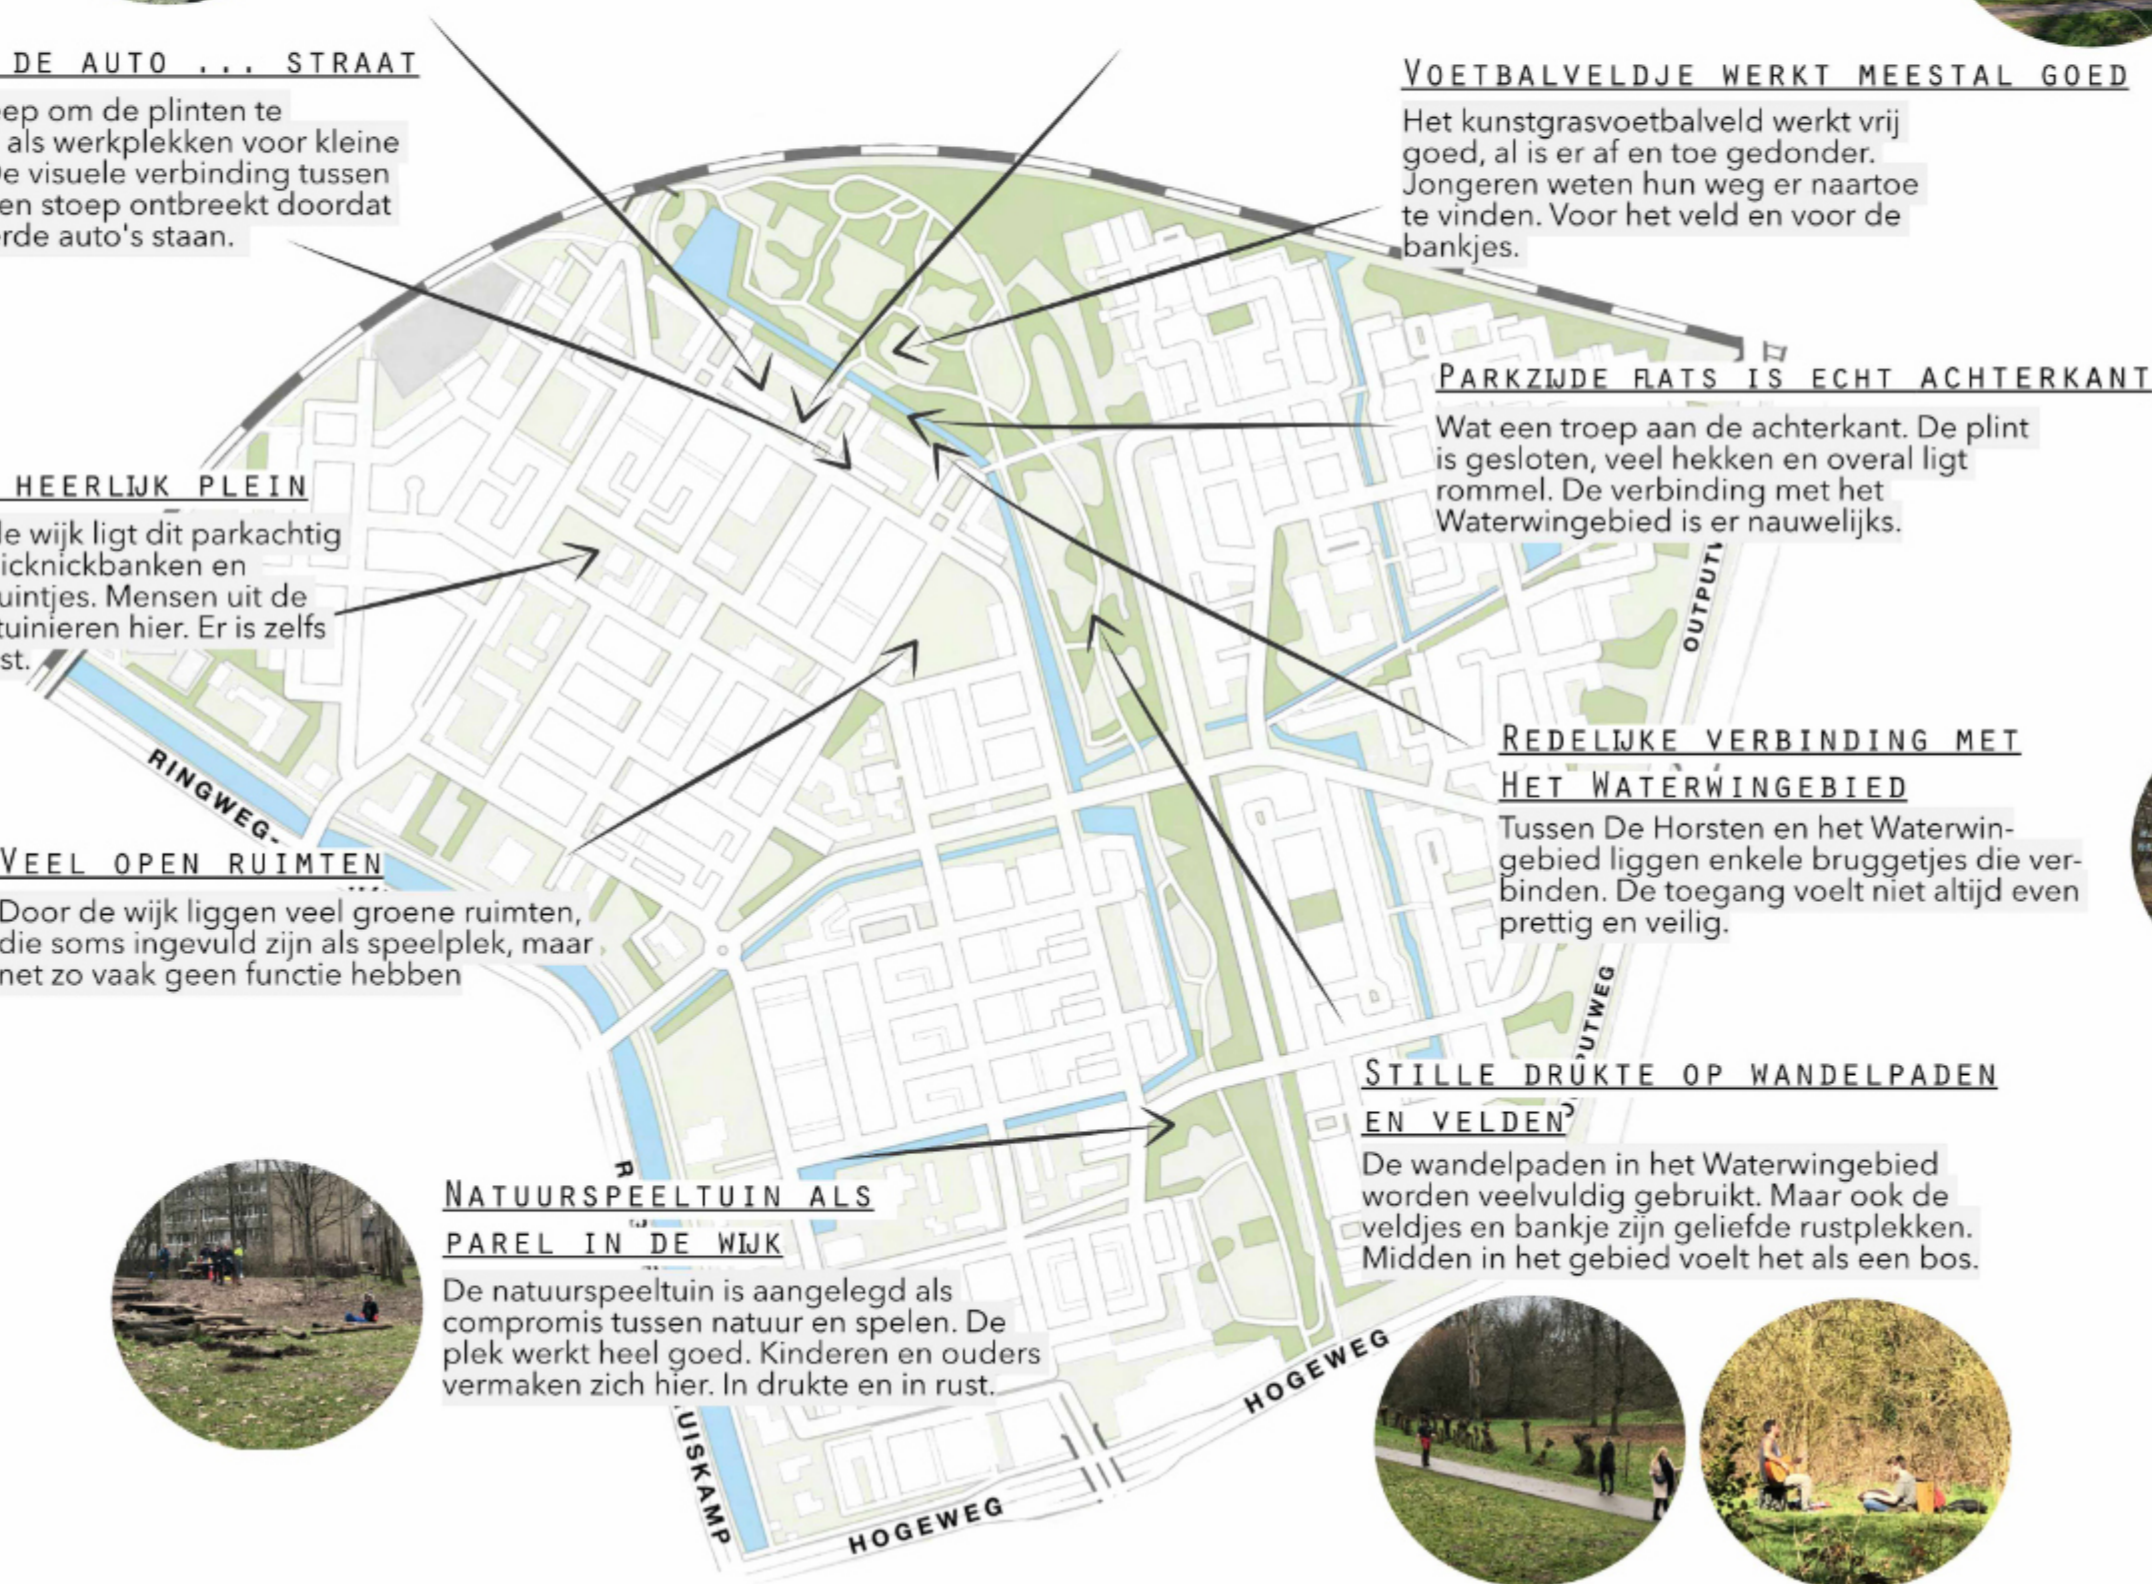 DE AUTO ... STRAAT
ep om de plinten te
als werkplekken voor kleine
De visuele verbinding tussen
en stoep ontbreekt doordat
erde auto's staan.
VOETBALVELDJE WERKT MEESTAL GOED
Het kunstgrasvoetbalveld werkt vrij
goed, al is er af en toe gedonder.
Jongeren weten hun weg er naartoe
te vinden. Voor het veld en voor de
bankjes.
PARKZIJDE FLATS IS ECHT ACHTERKANT
Wat een troep aan de achterkant. De plint
is gesloten, veel hekken en overal ligt
rommel. De verbinding met het
Waterwingebied is er nauwelijks.
HEERLIJK PLEIN
de wijk ligt dit parkachtig
icknickbanken en
uintjes. Mensen uit de
tuinieren hier. Er is zelfs
st.
OUTPUTW
RINGWEG-
REDELIJKE VERBINDING MET
HET WATERWINGEBIED
Tussen De Horsten en het Waterwin-
gebied liggen enkele bruggetjes die ver-
binden. De toegang voelt niet altijd even
prettig en veilig.
VEEL OPEN RUIMTEN
Door de wijk liggen veel groene ruimten,
die soms ingevuld zijn als speelplek, maar
net zo vaak geen functie hebben
PUTWEG
STILLE DRUKTE OP WANDELPADEN
EN VELDEN
De wandelpaden in het Waterwingebied
worden veelvuldig gebruikt. Maar ook de
veldjes en bankje zijn geliefde rustplekken.
Midden in het gebied voelt het als een bos.
R
NATUURSPEELTUIN ALS
PAREL IN DE WIJK
De natuurspeeltuin is aangelegd als
compromis tussen natuur en spelen. De
plek werkt heel goed. Kinderen en ouders
vermaken zich hier. In drukte en in rust.
UISKAMP
HOGEWEG
HOGEWEG